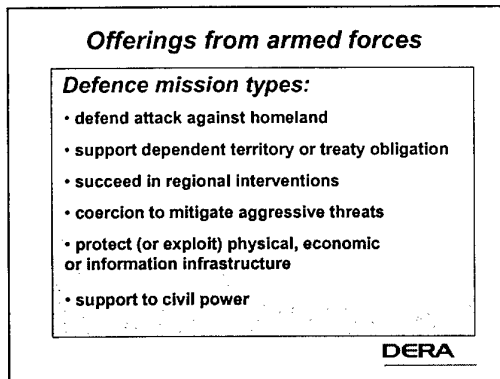 Offerings from armed forces
Defence mission types:
• defend attack against homeland
• support dependent territory or treaty obligation
• succeed in regional interventions
• coercion to mitigate aggressive threats
• protect (or exploit) physical, economic
or information infrastructure
• support to civil power
DERA